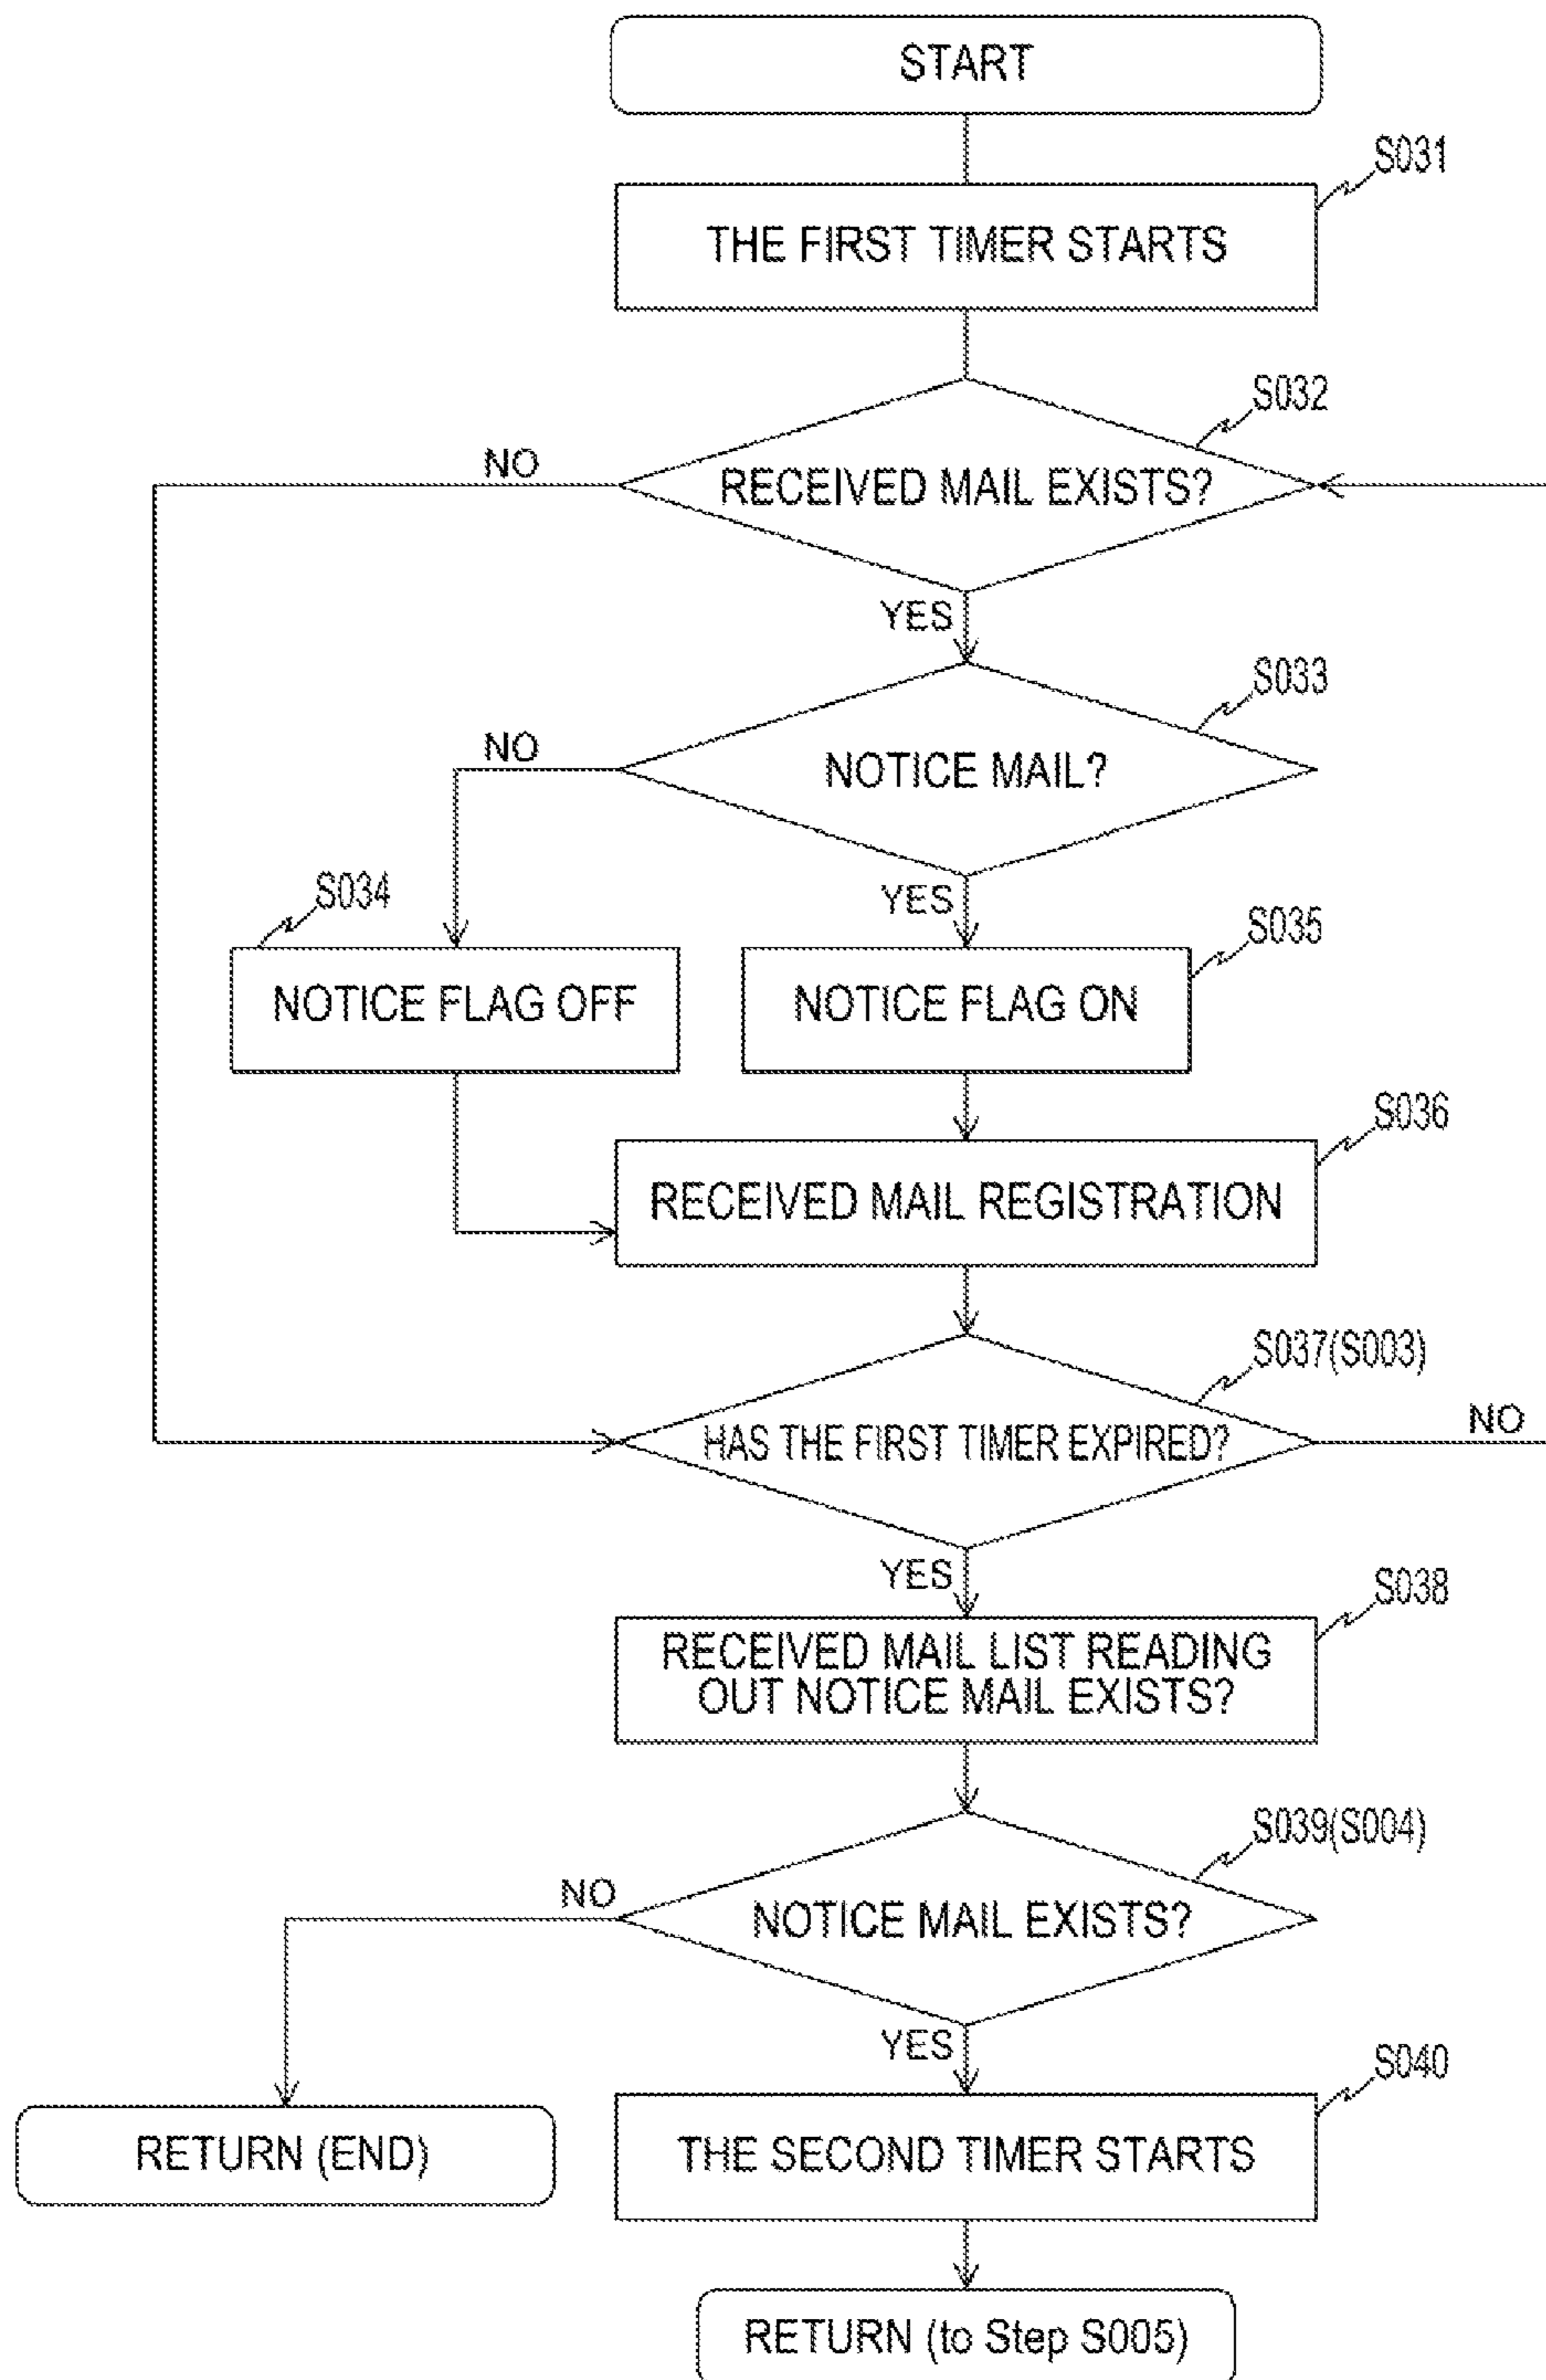 START
S031
THE FIRST TIMER STARTS
S032
NO
RECEIVED MAIL EXISTS?
YES
S033
NO
NOTICE MAIL?
S034
YES
S035
NOTICE FLAG OFF
NOTICE FLAG ON
S036
RECEIVED MAIL REGISTRATION
S037(S003)
NO
HAS THE FIRST TIMER EXPIRED?
YES
S038
RECEIVED MAIL LIST READING
OUT NOTICE MAIL EXISTS?
S039(S004)
NO
NOTICE MAIL EXISTS?
YES
S040
RETURN (END)
THE SECOND TIMER STARTS
RETURN (to Step S005)